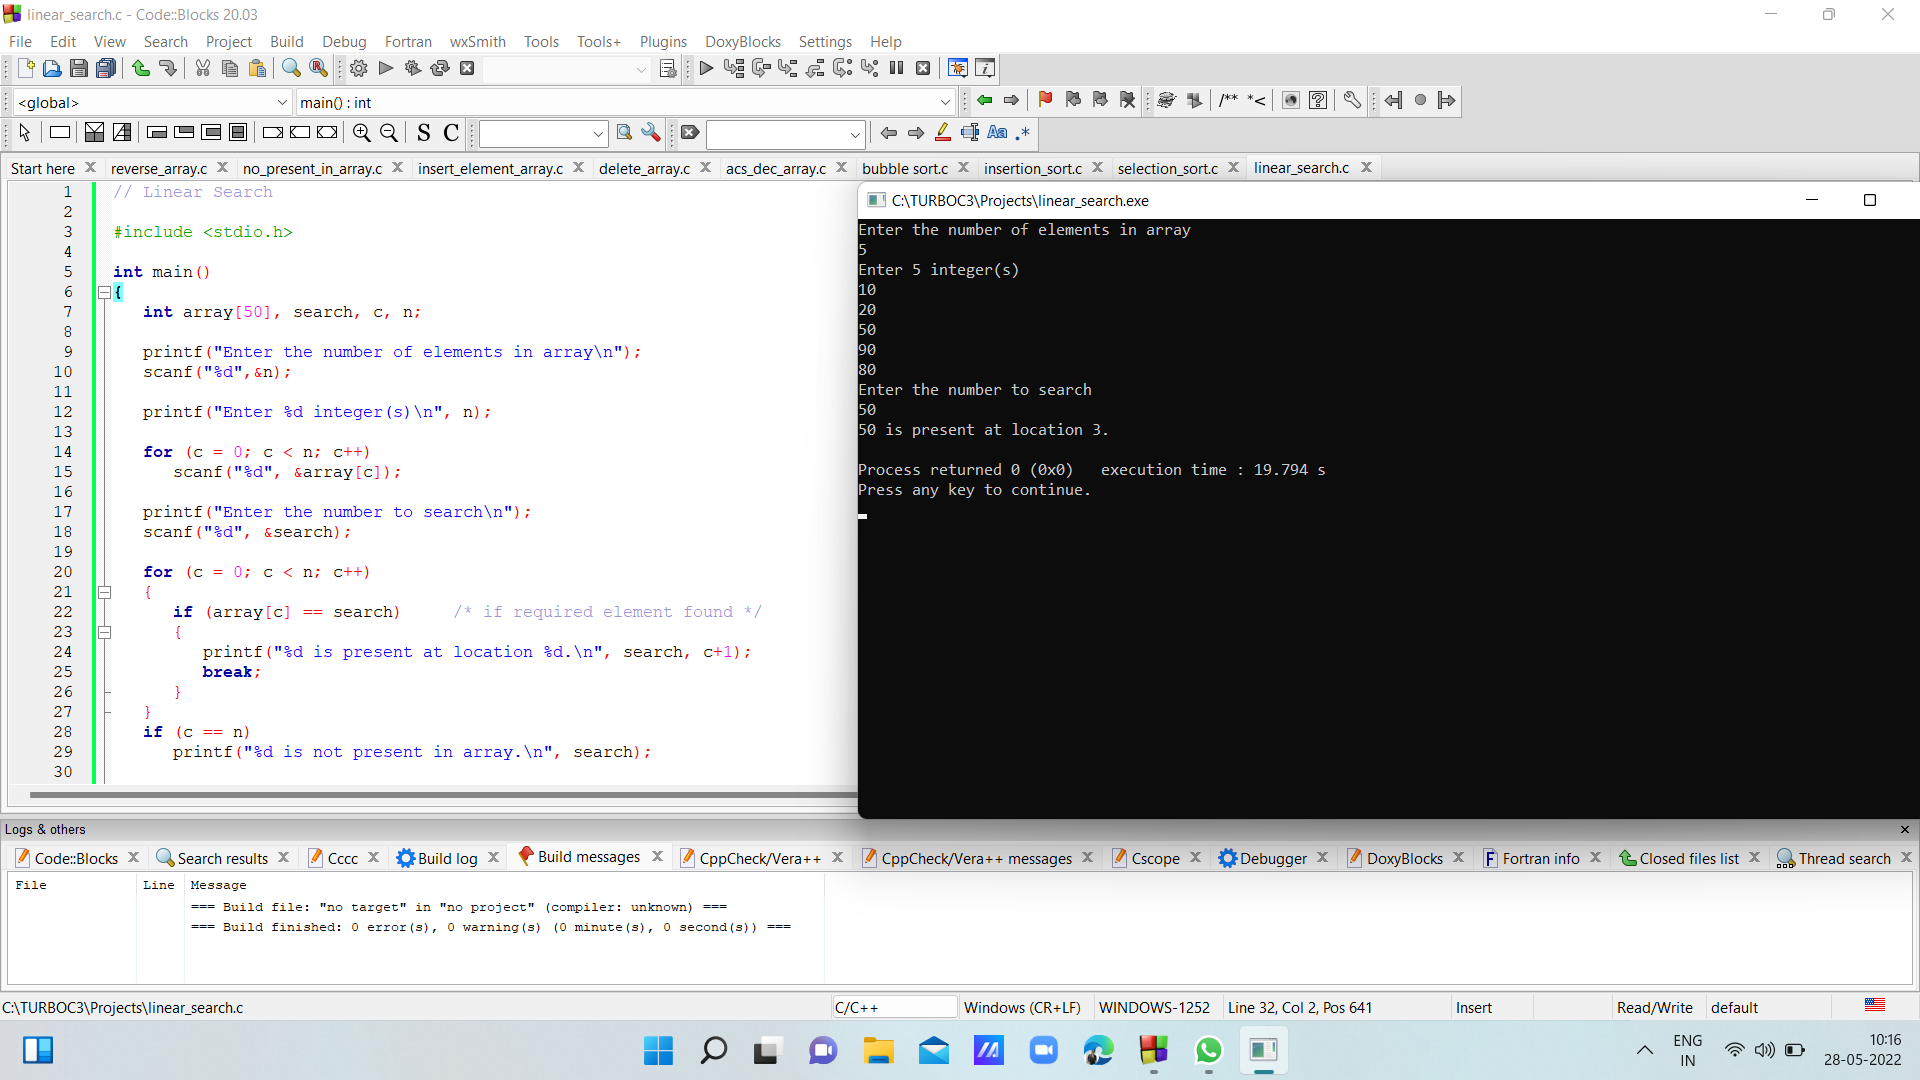 linear_search.c - Code::Blocks 20.03
File Edit View Search Project Build Debug Fortran wxSmith Tools Tools+ Plugins DoxyBlocks Settings Help
<global> main() : int /** *<
S C Aa .*
Start here reverse_array.c no_present_in_array.c insert_element_array.c delete_array.c acs_dec_array.c bubble sort.c insertion_sort.c selection_sort.c linear_search.c
1 // Linear Search
2
3 #include <stdio.h>
4
5 int main()
6 {
7 int array[50], search, c, n;
8
9 printf("Enter the number of elements in array\n");
10 scanf("%d",&n);
11
12 printf("Enter %d integer(s)\n", n);
13
14 for (c = 0; c < n; c++)
15 scanf("%d", &array[c]);
16
17 printf("Enter the number to search\n");
18 scanf("%d", &search);
19
20 for (c = 0; c < n; c++)
21 {
22 if (array[c] == search) /* if required element found */
23 {
24 printf("%d is present at location %d.\n", search, c+1);
25 break;
26 }
27 }
28 if (c == n)
29 printf("%d is not present in array.\n", search);
30
C:\TURBOC3\Projects\linear_search.exe
Enter the number of elements in array
5
Enter 5 integer(s)
10
20
50
90
80
Enter the number to search
50
50 is present at location 3.
Process returned 0 (0x0) execution time : 19.794 s
Press any key to continue.
Logs & others
Code::Blocks Search results Cccc Build log Build messages CppCheck/Vera++ CppCheck/Vera++ messages Cscope Debugger DoxyBlocks Fortran info Closed files list Thread search
File Line Message
=== Build file: "no target" in "no project" (compiler: unknown) ===
=== Build finished: 0 error(s), 0 warning(s) (0 minute(s), 0 second(s)) ===
C:\TURBOC3\Projects\linear_search.c C/C++ Windows (CR+LF) WINDOWS-1252 Line 32, Col 2, Pos 641 Insert Read/Write default
ENG
IN
10:16
28-05-2022